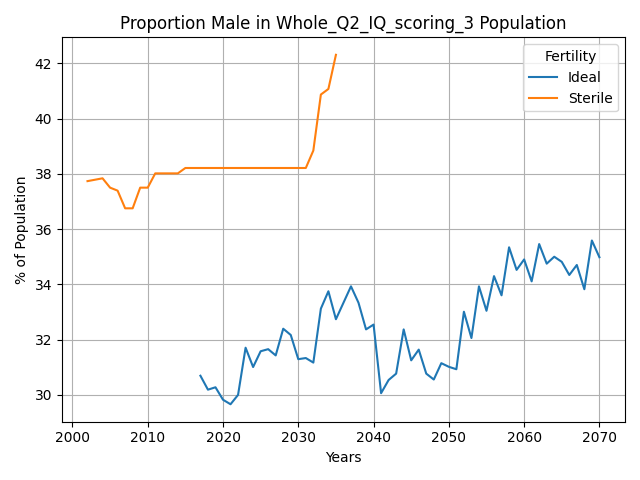 Proportion Male in Whole_Q2_IQ_scoring_3 Population
Fertility
Ideal
Sterile
% of Population
42
40
38
36
34
32
30
2000
2010
2020
2030
2040
2050
2060
2070
Years